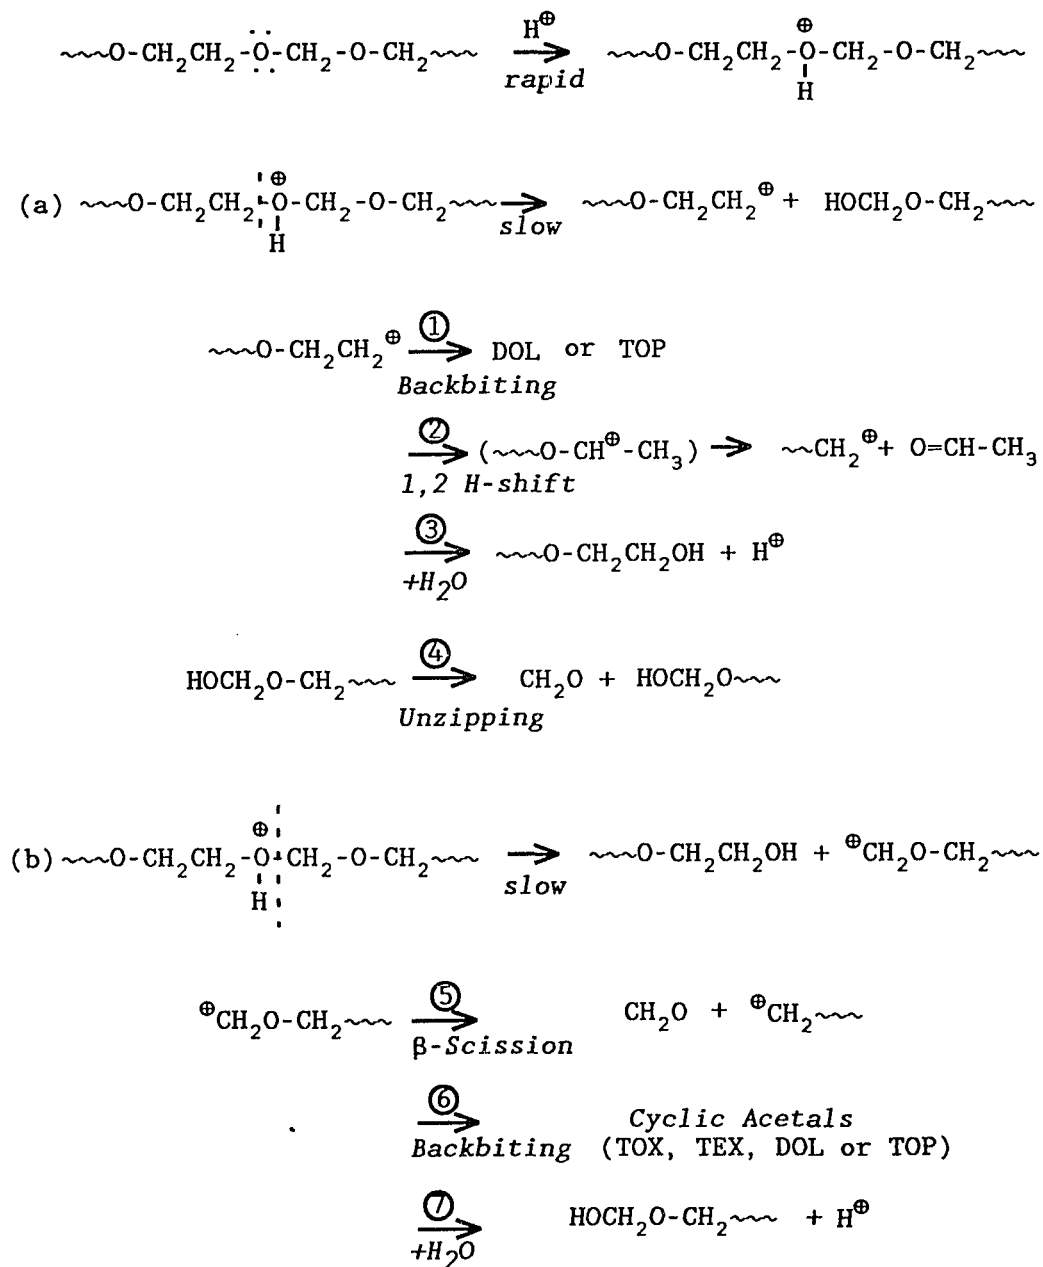 ~~~O-CH₂CH₂-Ö-CH₂-O-CH₂~~~ H⊕ → rapid ~~~O-CH₂CH₂-O⊕(H)-CH₂-O-CH₂~~~
(a) ~~~O-CH₂CH₂-O⊕(H)-CH₂-O-CH₂~~~ → slow ~~~O-CH₂CH₂⊕ + HOCH₂O-CH₂~~~
~~~O-CH₂CH₂⊕ ① → Backbiting DOL or TOP
② → 1,2 H-shift (~~~O-CH⊕-CH₃) → ~~CH₂⊕ + O=CH-CH₃
③ → +H₂O ~~~O-CH₂CH₂OH + H⊕
HOCH₂O-CH₂~~~ ④ → Unzipping CH₂O + HOCH₂O~~~
(b) ~~~O-CH₂CH₂-O⊕(H)-CH₂-O-CH₂~~~ → slow ~~~O-CH₂CH₂OH + ⊕CH₂O-CH₂~~~
⊕CH₂O-CH₂~~~ ⑤ → β-Scission CH₂O + ⊕CH₂~~~
⑥ → Backbiting Cyclic Acetals (TOX, TEX, DOL or TOP)
⑦ → +H₂O HOCH₂O-CH₂~~~ + H⊕